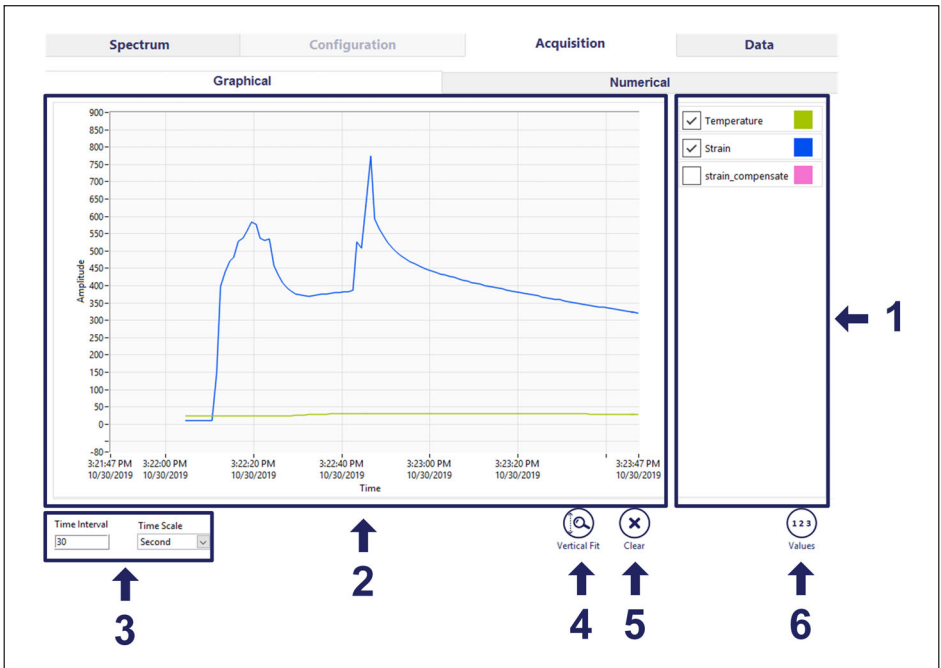 Spectrum Configuration Acquisition Data
Graphical Numerical
900
850
800
750
700
650
600
550
500
450
400
350
300
250
200
150
100
50
0
-80
Amplitude
3:21:47 PM 3:22:00 PM 3:22:20 PM 3:22:40 PM 3:23:00 PM 3:23:20 PM 3:23:47 PM
10/30/2019 10/30/2019 10/30/2019 10/30/2019 10/30/2019 10/30/2019 10/30/2019
Time
Temperature
Strain
strain_compensate
1
Time Interval Time Scale
30 Second
Vertical Fit
Clear
1 2 3
Values
2
3
4
5
6